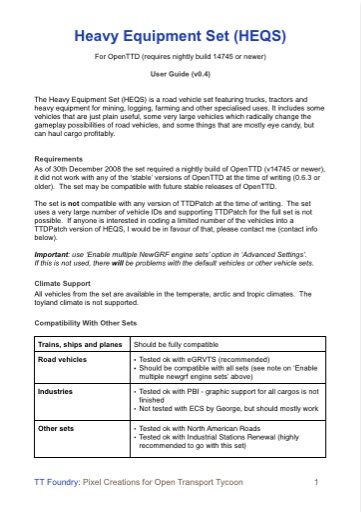 Heavy Equipment Set (HEQS)
For OpenTTD (requires nightly build 14745 or newer)
User Guide (v0.4)
The Heavy Equipment Set (HEQS) is a road vehicle set featuring trucks, tractors and
heavy equipment for mining, logging, farming and other specialised uses. It includes some
vehicles that are just plain useful, some very large vehicles which radically change the
gameplay possibilities of road vehicles, and some things that are mostly eye candy, but
can haul cargo profitably.
Requirements
As of 30th December 2008 the set required a nightly build of OpenTTD (v14745 or newer),
it did not work with any of the 'stable' versions of OpenTTD at the time of writing (0.6.3 or
older). The set may be compatible with future stable releases of OpenTTD.
The set is not compatible with any version of TTDPatch at the time of writing. The set
uses a very large number of vehicle IDs and supporting TTDPatch for the full set is not
possible. If anyone is interested in coding a limited number of the vehicles into a
TTDPatch version of HEQS, I would be in favour of that, please contact me (contact info
below).
Important: use 'Enable multiple NewGRF engine sets' option in 'Advanced Settings'.
If this is not used, there will be problems with the default vehicles or other vehicle sets.
Climate Support
All vehicles from the set are available in the temperate, arctic and tropic climates. The
toyland climate is not supported.
Compatibility With Other Sets
Trains, ships and planes Should be fully compatible
Road vehicles • Tested ok with eGRVTS (recommended)
• Should be compatible with all sets (see note on 'Enable
multiple newgrf engine sets' above)
Industries • Tested ok with PBI - graphic support for all cargos is not
finished
• Not tested with ECS by George, but should mostly work
Other sets • Tested ok with North American Roads
• Tested ok with Industrial Stations Renewal (highly
recommended to go with this set)
TT Foundry: Pixel Creations for Open Transport Tycoon 1